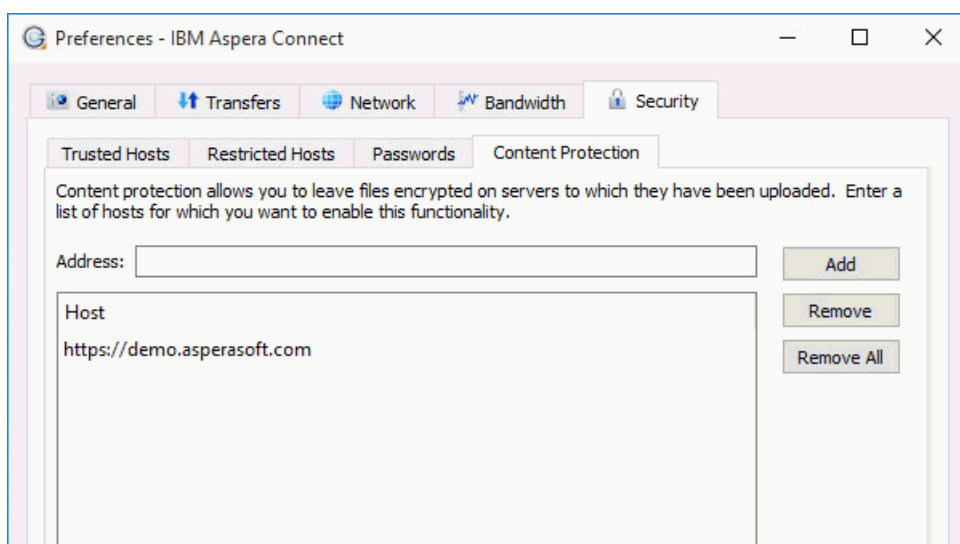 Preferences - IBM Aspera Connect
General Transfers Network Bandwidth Security
Trusted Hosts Restricted Hosts Passwords Content Protection
Content protection allows you to leave files encrypted on servers to which they have been uploaded. Enter a
list of hosts for which you want to enable this functionality.
Address: Add
Host Remove
https://demo.asperasoft.com Remove All